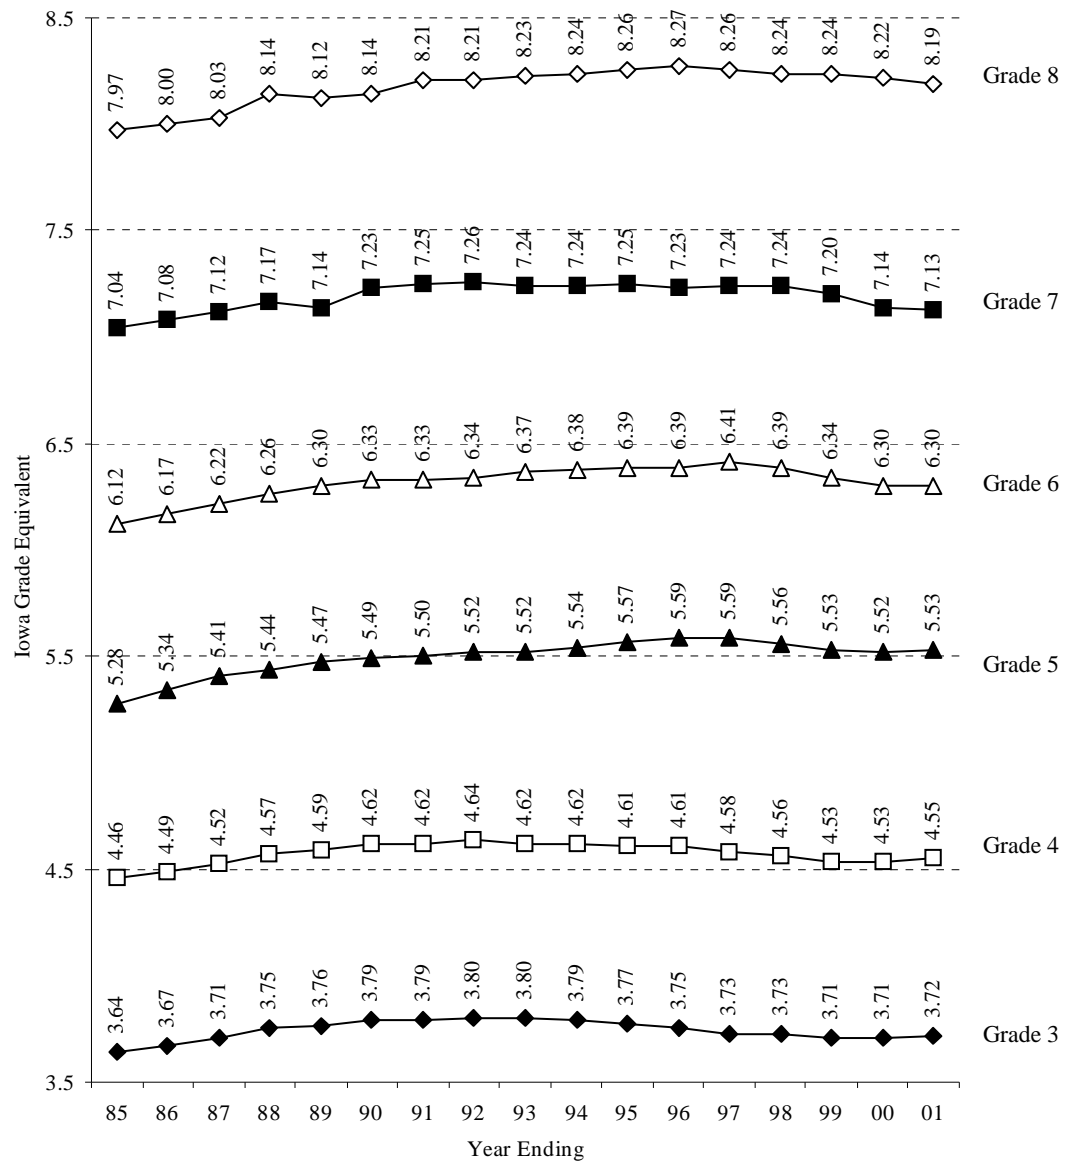 8.5
7.97 8.00 8.03 8.14 8.12 8.14 8.21 8.21 8.23 8.24 8.26 8.27 8.26 8.24 8.24 8.22 8.19
Grade 8
7.5
7.04 7.08 7.12 7.17 7.14 7.23 7.25 7.26 7.24 7.24 7.25 7.23 7.24 7.24 7.20 7.14 7.13
Grade 7
6.5
6.12 6.17 6.22 6.26 6.30 6.33 6.33 6.34 6.37 6.38 6.39 6.39 6.41 6.39 6.34 6.30 6.30
Grade 6
Iowa Grade Equivalent
5.5
5.28 5.34 5.41 5.44 5.47 5.49 5.50 5.52 5.52 5.54 5.57 5.59 5.59 5.56 5.53 5.52 5.53
Grade 5
4.5
4.46 4.49 4.52 4.57 4.59 4.62 4.62 4.64 4.62 4.62 4.61 4.61 4.58 4.56 4.53 4.53 4.55
Grade 4
3.64 3.67 3.71 3.75 3.76 3.79 3.79 3.80 3.80 3.79 3.77 3.75 3.73 3.73 3.71 3.71 3.72
Grade 3
3.5
85 86 87 88 89 90 91 92 93 94 95 96 97 98 99 00 01
Year Ending